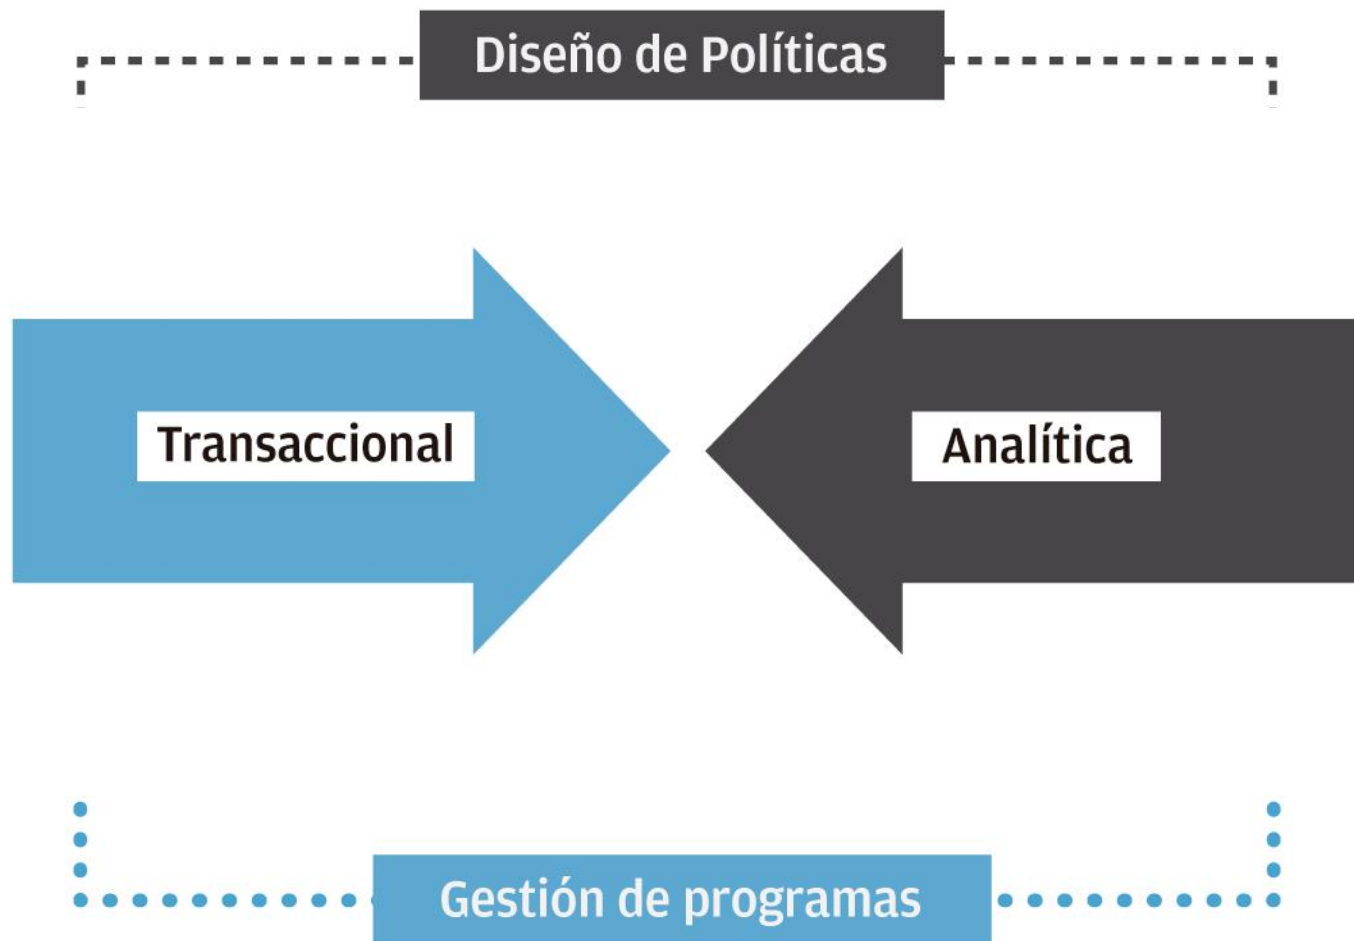 Diseño de Políticas
Transaccional
Analítica
Gestión de programas